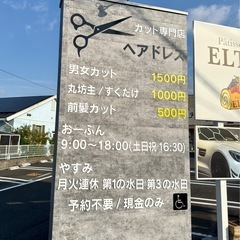 カット専門店
ヘアドレス
男女カット 1500円
丸坊主/すくだけ 1000円
前髪カット 500円
おーぷん
9:00〜18:00(土日祝 16:30)
やすみ
月火連休 第1の水日 第3の水日
予約不要/現金のみ
Pâtiss
ELT